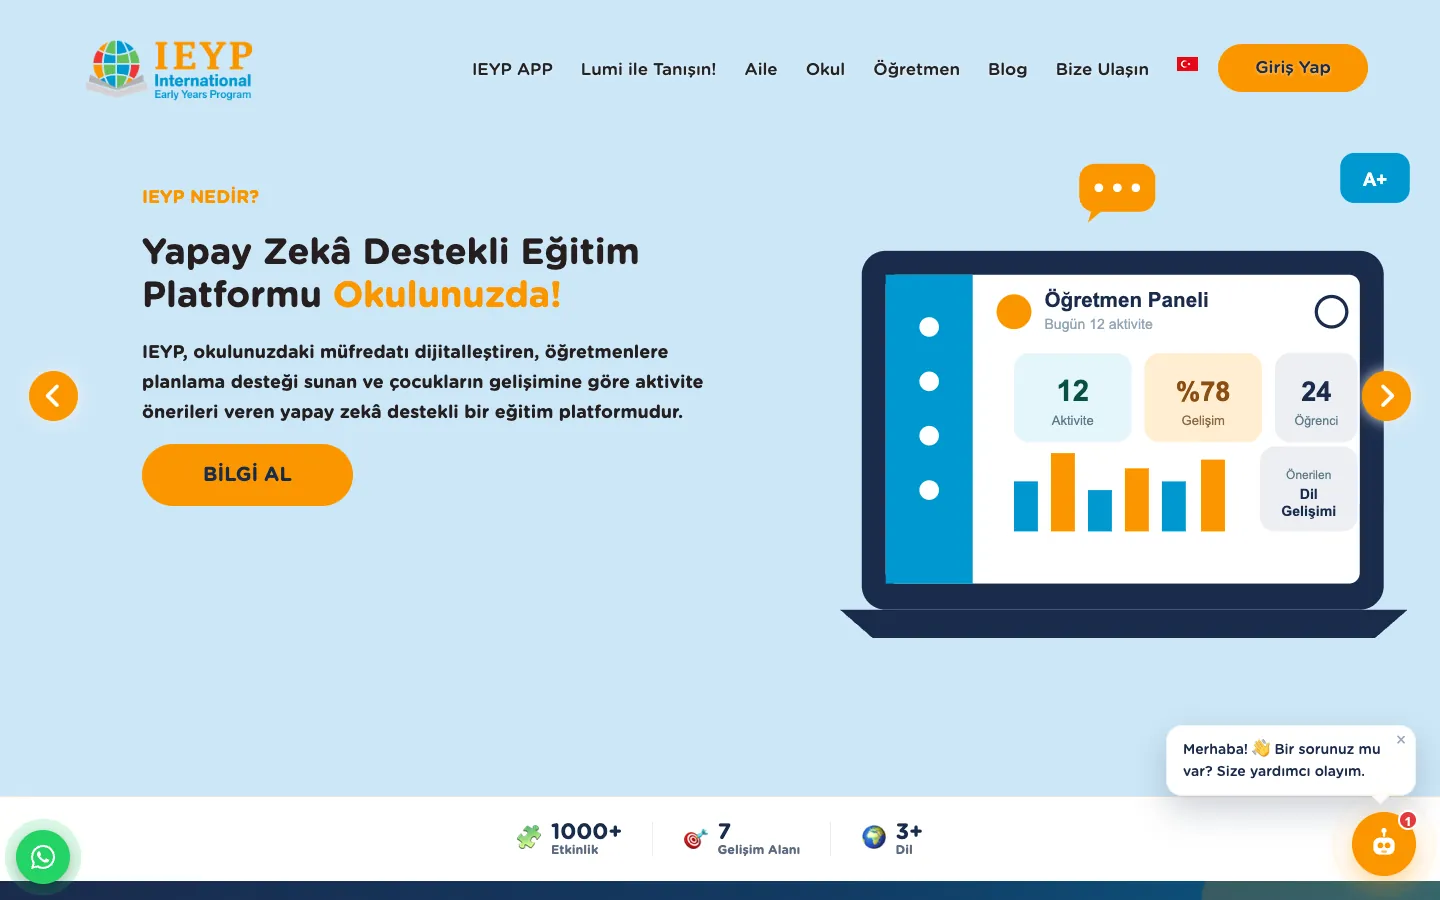 IEYP
International
Early Years Program
IEYP APP
Lumi ile Tanışın!
Aile
Okul
Öğretmen
Blog
Bize Ulaşın
Giriş Yap
IEYP NEDİR?
Yapay Zekâ Destekli Eğitim
Platformu Okulunuzda!
IEYP, okulunuzdaki müfredatı dijitalleştiren, öğretmenlere
planlama desteği sunan ve çocukların gelişimine göre aktivite
önerileri veren yapay zekâ destekli bir eğitim platformudur.
BİLGİ AL
A+
Öğretmen Paneli
Bugün 12 aktivite
12
Aktivite
%78
Gelişim
24
Öğrenci
Önerilen
Dil
Gelişimi
Merhaba! 👋 Bir sorunuz mu
var? Size yardımcı olayım.
1
1000+
Etkinlik
7
Gelişim Alanı
3+
Dil